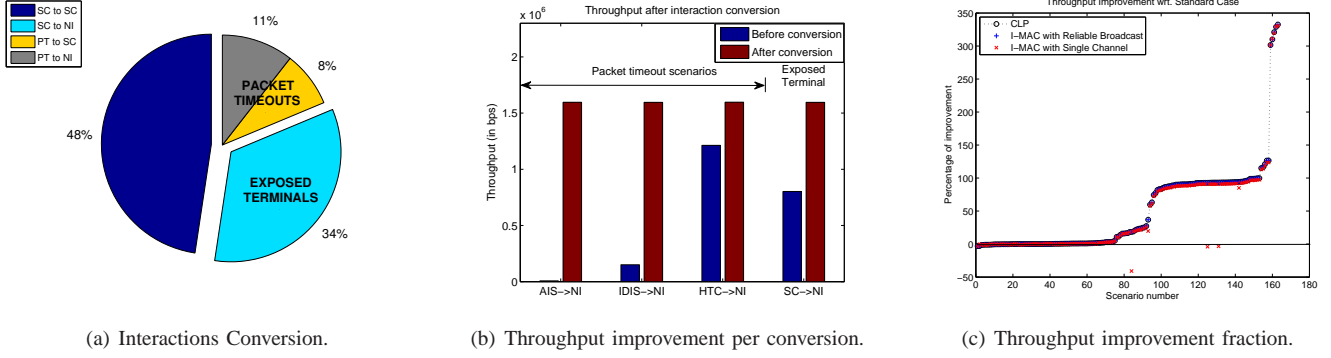 SC to SC
SC to NI
PT to SC
PT to NI
11%
8%
PACKET
TIMEOUTS
48%
EXPOSED
TERMINALS
34%
(a) Interactions Conversion.
x 10^6
Throughput after interaction conversion
Before conversion
After conversion
Packet timeout scenarios
Exposed
Terminal
Throughput (in bps)
2
1.5
1
0.5
0
AIS->NI
IDIS->NI
HTC->NI
SC->NI
(b) Throughput improvement per conversion.
Throughput Improvement wrt. Standard Case
CLP
I-MAC with Reliable Broadcast
I-MAC with Single Channel
Percentage of improvement
350
300
250
200
150
100
50
0
-50
0 20 40 60 80 100 120 140 160 180
Scenario number
(c) Throughput improvement fraction.